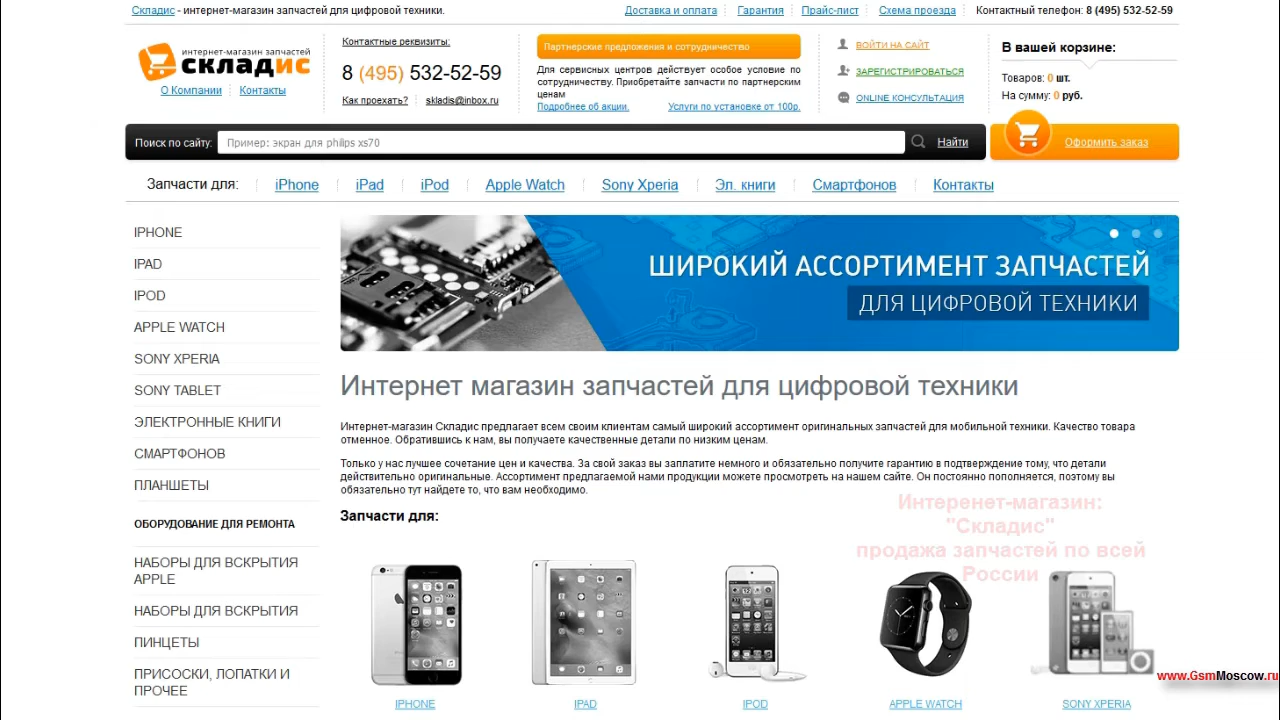 Складис - интернет-магазин запчастей для цифровой техники.
Доставка и оплата
Гарантия
Прайс-лист
Схема проезда
Контактный телефон: 8 (495) 532-52-59
интернет-магазин запчастей
складис
О Компании
Контакты
Контактные реквизиты:
8 (495) 532-52-59
Как проехать?
skladis@inbox.ru
Партнерские предложения и сотрудничество
Для сервисных центров действует особое условие по
сотрудничеству. Приобретайте запчасти по партнерским
ценам
Подробнее об акции.
Услуги по установке от 100р.
ВОЙТИ НА САЙТ
ЗАРЕГИСТРИРОВАТЬСЯ
ONLINE КОНСУЛЬТАЦИЯ
В вашей корзине:
Товаров: 0 шт.
На сумму: 0 руб.
Поиск по сайту:
Пример: экран для philips xs70
Найти
Оформить заказ
Запчасти для:
iPhone
iPad
iPod
Apple Watch
Sony Xperia
Эл. книги
Смартфонов
Контакты
IPHONE
IPAD
IPOD
APPLE WATCH
SONY XPERIA
SONY TABLET
ЭЛЕКТРОННЫЕ КНИГИ
СМАРТФОНОВ
ПЛАНШЕТЫ
ОБОРУДОВАНИЕ ДЛЯ РЕМОНТА
НАБОРЫ ДЛЯ ВСКРЫТИЯ
APPLE
НАБОРЫ ДЛЯ ВСКРЫТИЯ
ПИНЦЕТЫ
ПРИСОСКИ, ЛОПАТКИ И
ПРОЧЕЕ
ШИРОКИЙ АССОРТИМЕНТ ЗАПЧАСТЕЙ
ДЛЯ ЦИФРОВОЙ ТЕХНИКИ
Интернет магазин запчастей для цифровой техники
Интернет-магазин Складис предлагает всем своим клиентам самый широкий ассортимент оригинальных запчастей для мобильной техники. Качество товара
отменное. Обратившись к нам, вы получаете качественные детали по низким ценам.
Только у нас лучшее сочетание цен и качества. За свой заказ вы заплатите немного и обязательно получите гарантию в подтверждение тому, что детали
действительно оригинальные. Ассортимент предлагаемой нами продукции можете просмотреть на нашем сайте. Он постоянно пополняется, поэтому вы
обязательно тут найдете то, что вам необходимо.
Запчасти для:
Интеренет-магазин:
"Складис"
продажа запчастей по всей
России
IPHONE
IPAD
IPOD
APPLE WATCH
SONY XPERIA
www.GsmMoscow.ru